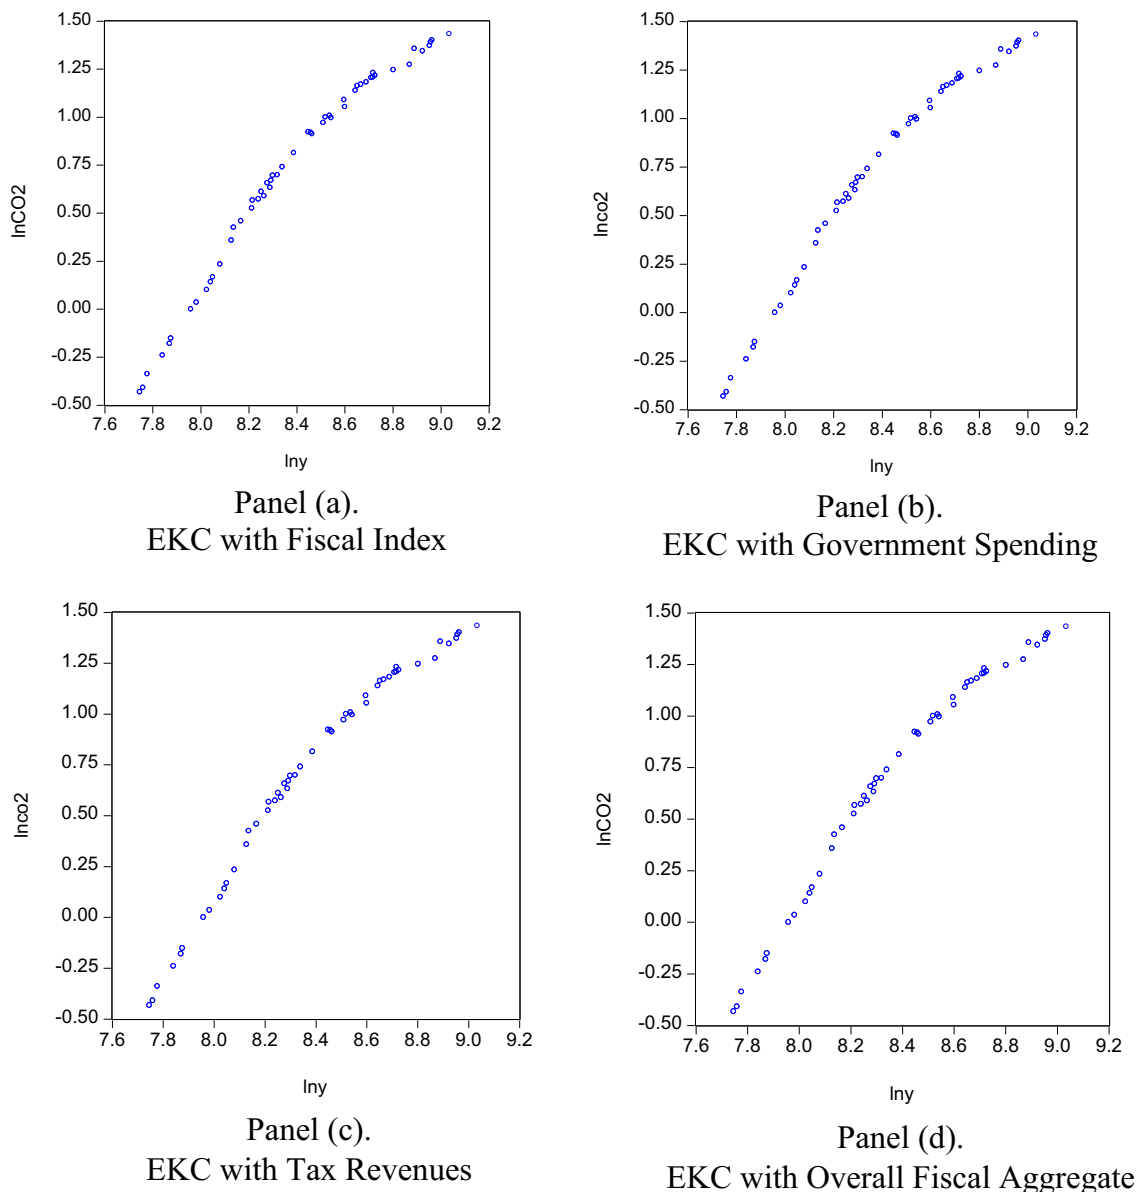 1.50
1.25
1.00
0.75
0.50
0.25
0.00
-0.25
-0.50
lnCO2
7.6 7.8 8.0 8.2 8.4 8.6 8.8 9.0 9.2
lny
Panel (a).
EKC with Fiscal Index
1.50
1.25
1.00
0.75
0.50
0.25
0.00
-0.25
-0.50
lnco2
7.6 7.8 8.0 8.2 8.4 8.6 8.8 9.0 9.2
lny
Panel (b).
EKC with Government Spending
1.50
1.25
1.00
0.75
0.50
0.25
0.00
-0.25
-0.50
lnco2
7.6 7.8 8.0 8.2 8.4 8.6 8.8 9.0 9.2
lny
Panel (c).
EKC with Tax Revenues
1.50
1.25
1.00
0.75
0.50
0.25
0.00
-0.25
-0.50
lnCO2
7.6 7.8 8.0 8.2 8.4 8.6 8.8 9.0 9.2
lny
Panel (d).
EKC with Overall Fiscal Aggregate